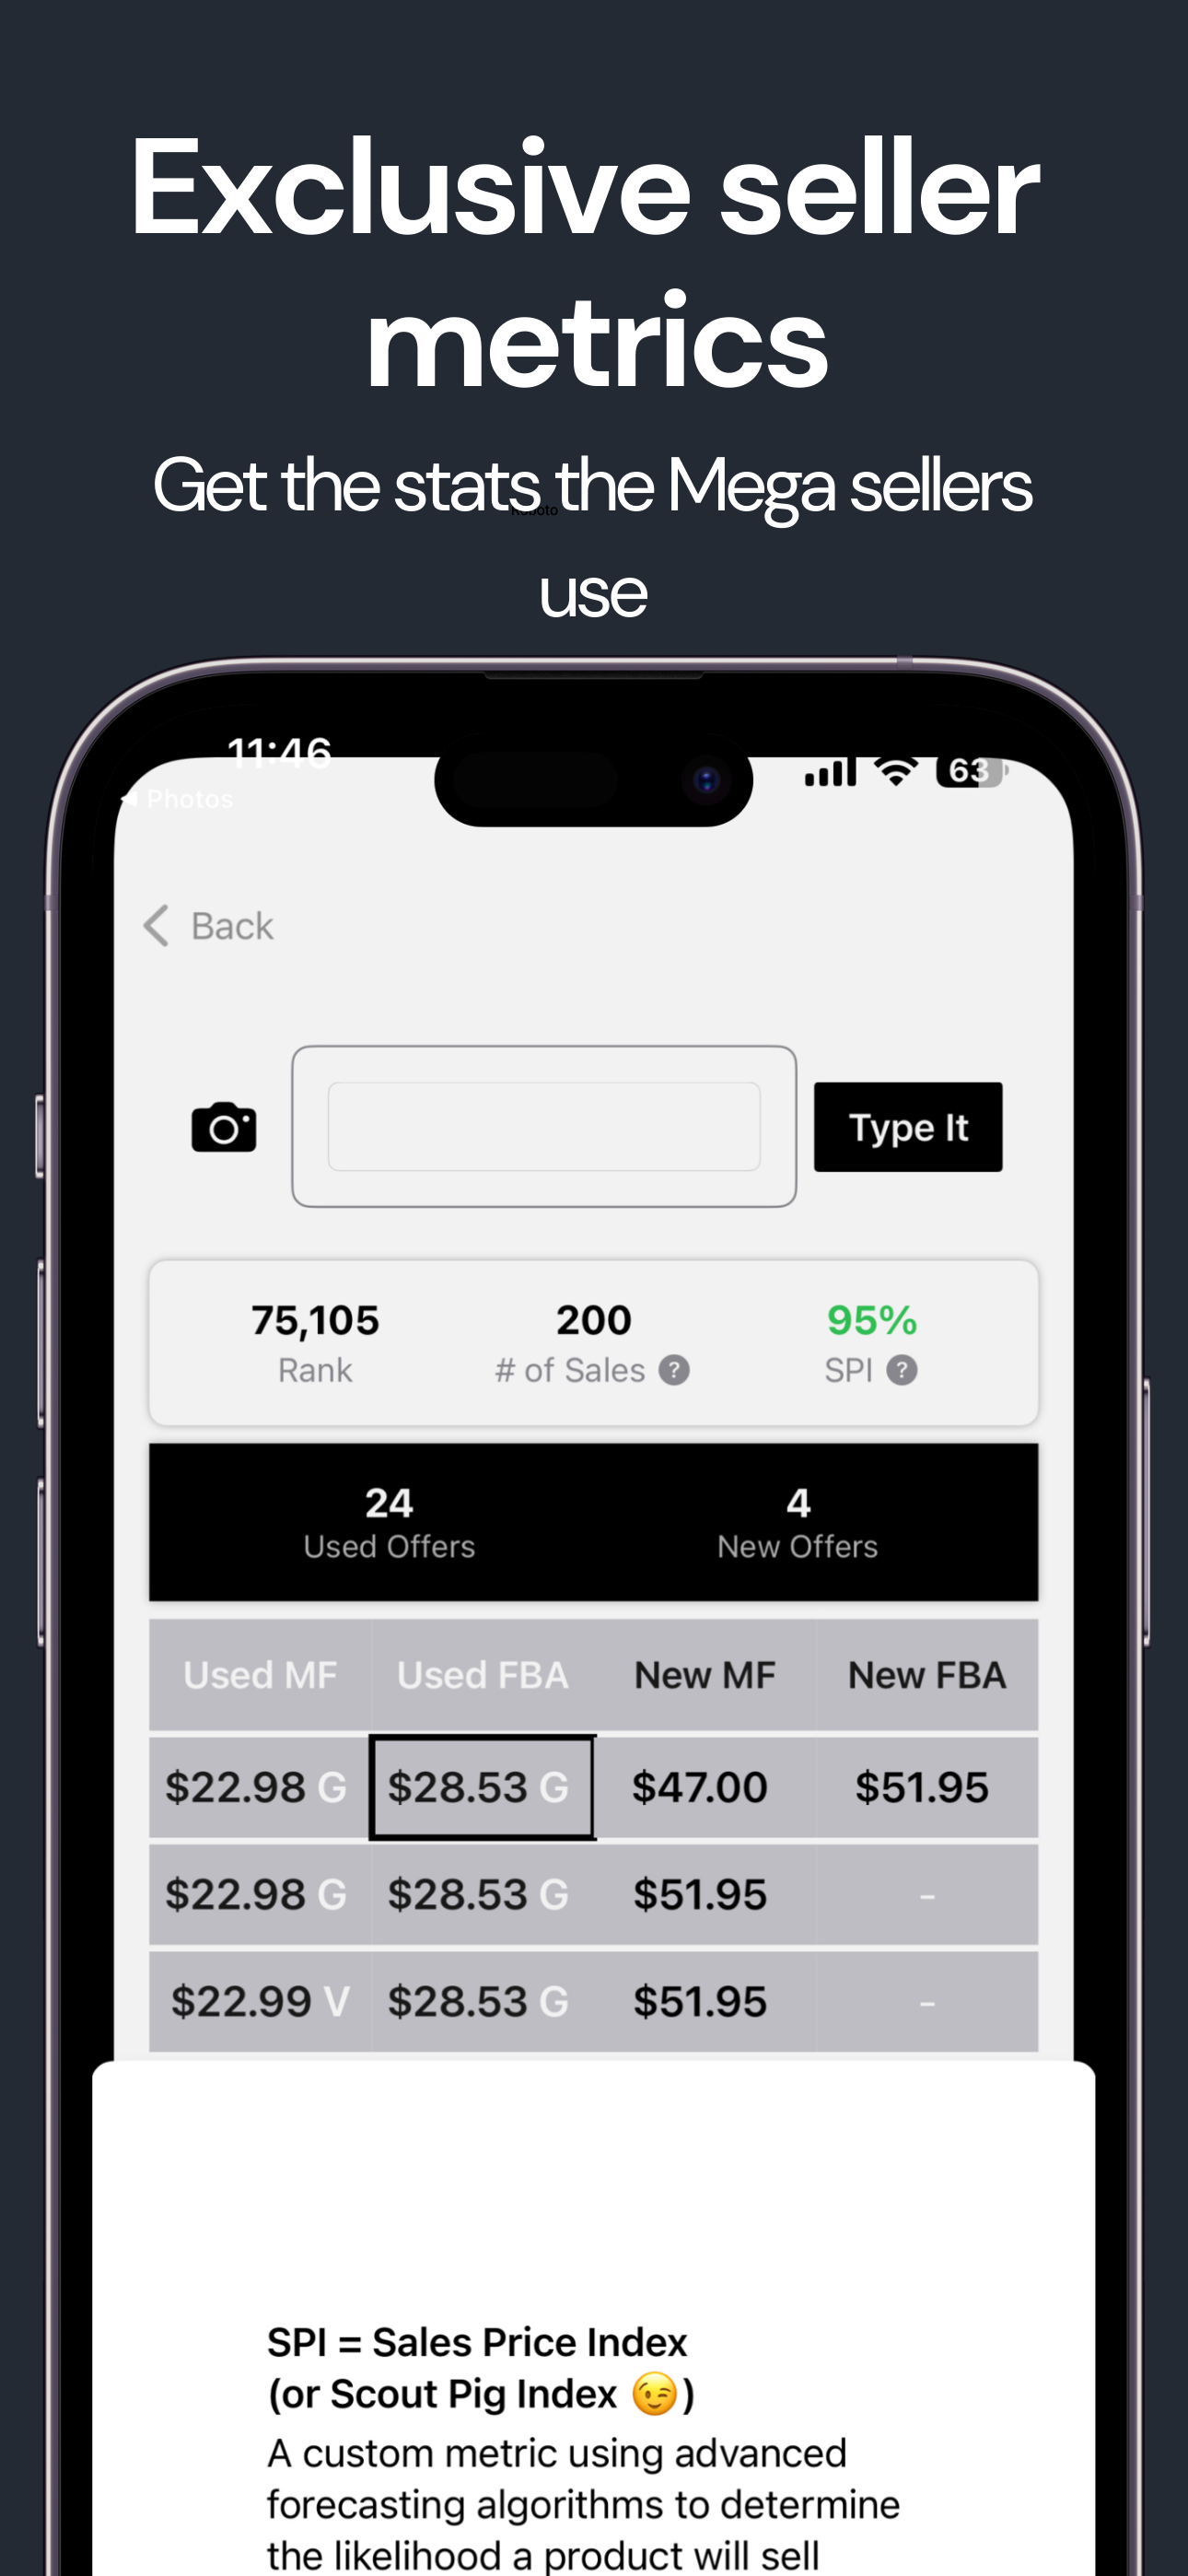 Exclusive seller
metrics
Get the stats the Mega sellers
Roboto
use
11:46
63
Photos
Back
Type It
75,105 200 95%
Rank # of Sales ? SPI ?
24 4
Used Offers New Offers
Used MF Used FBA New MF New FBA
$22.98 G $28.53 G $47.00 $51.95
$22.98 G $28.53 G $51.95 -
$22.99 V $28.53 G $51.95 -
SPI = Sales Price Index
(or Scout Pig Index 😉)
A custom metric using advanced
forecasting algorithms to determine
the likelihood a product will sell